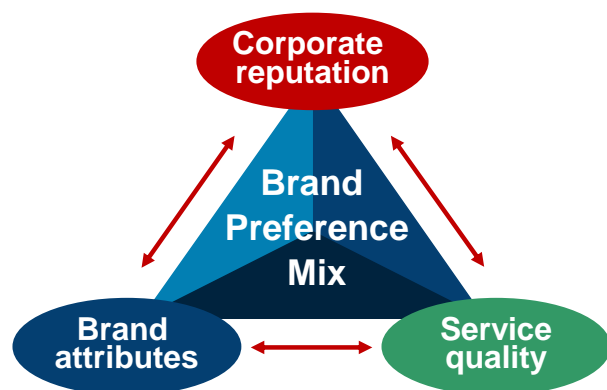 Corporate
reputation
Brand
Preference
Mix
Brand
attributes
Service
quality